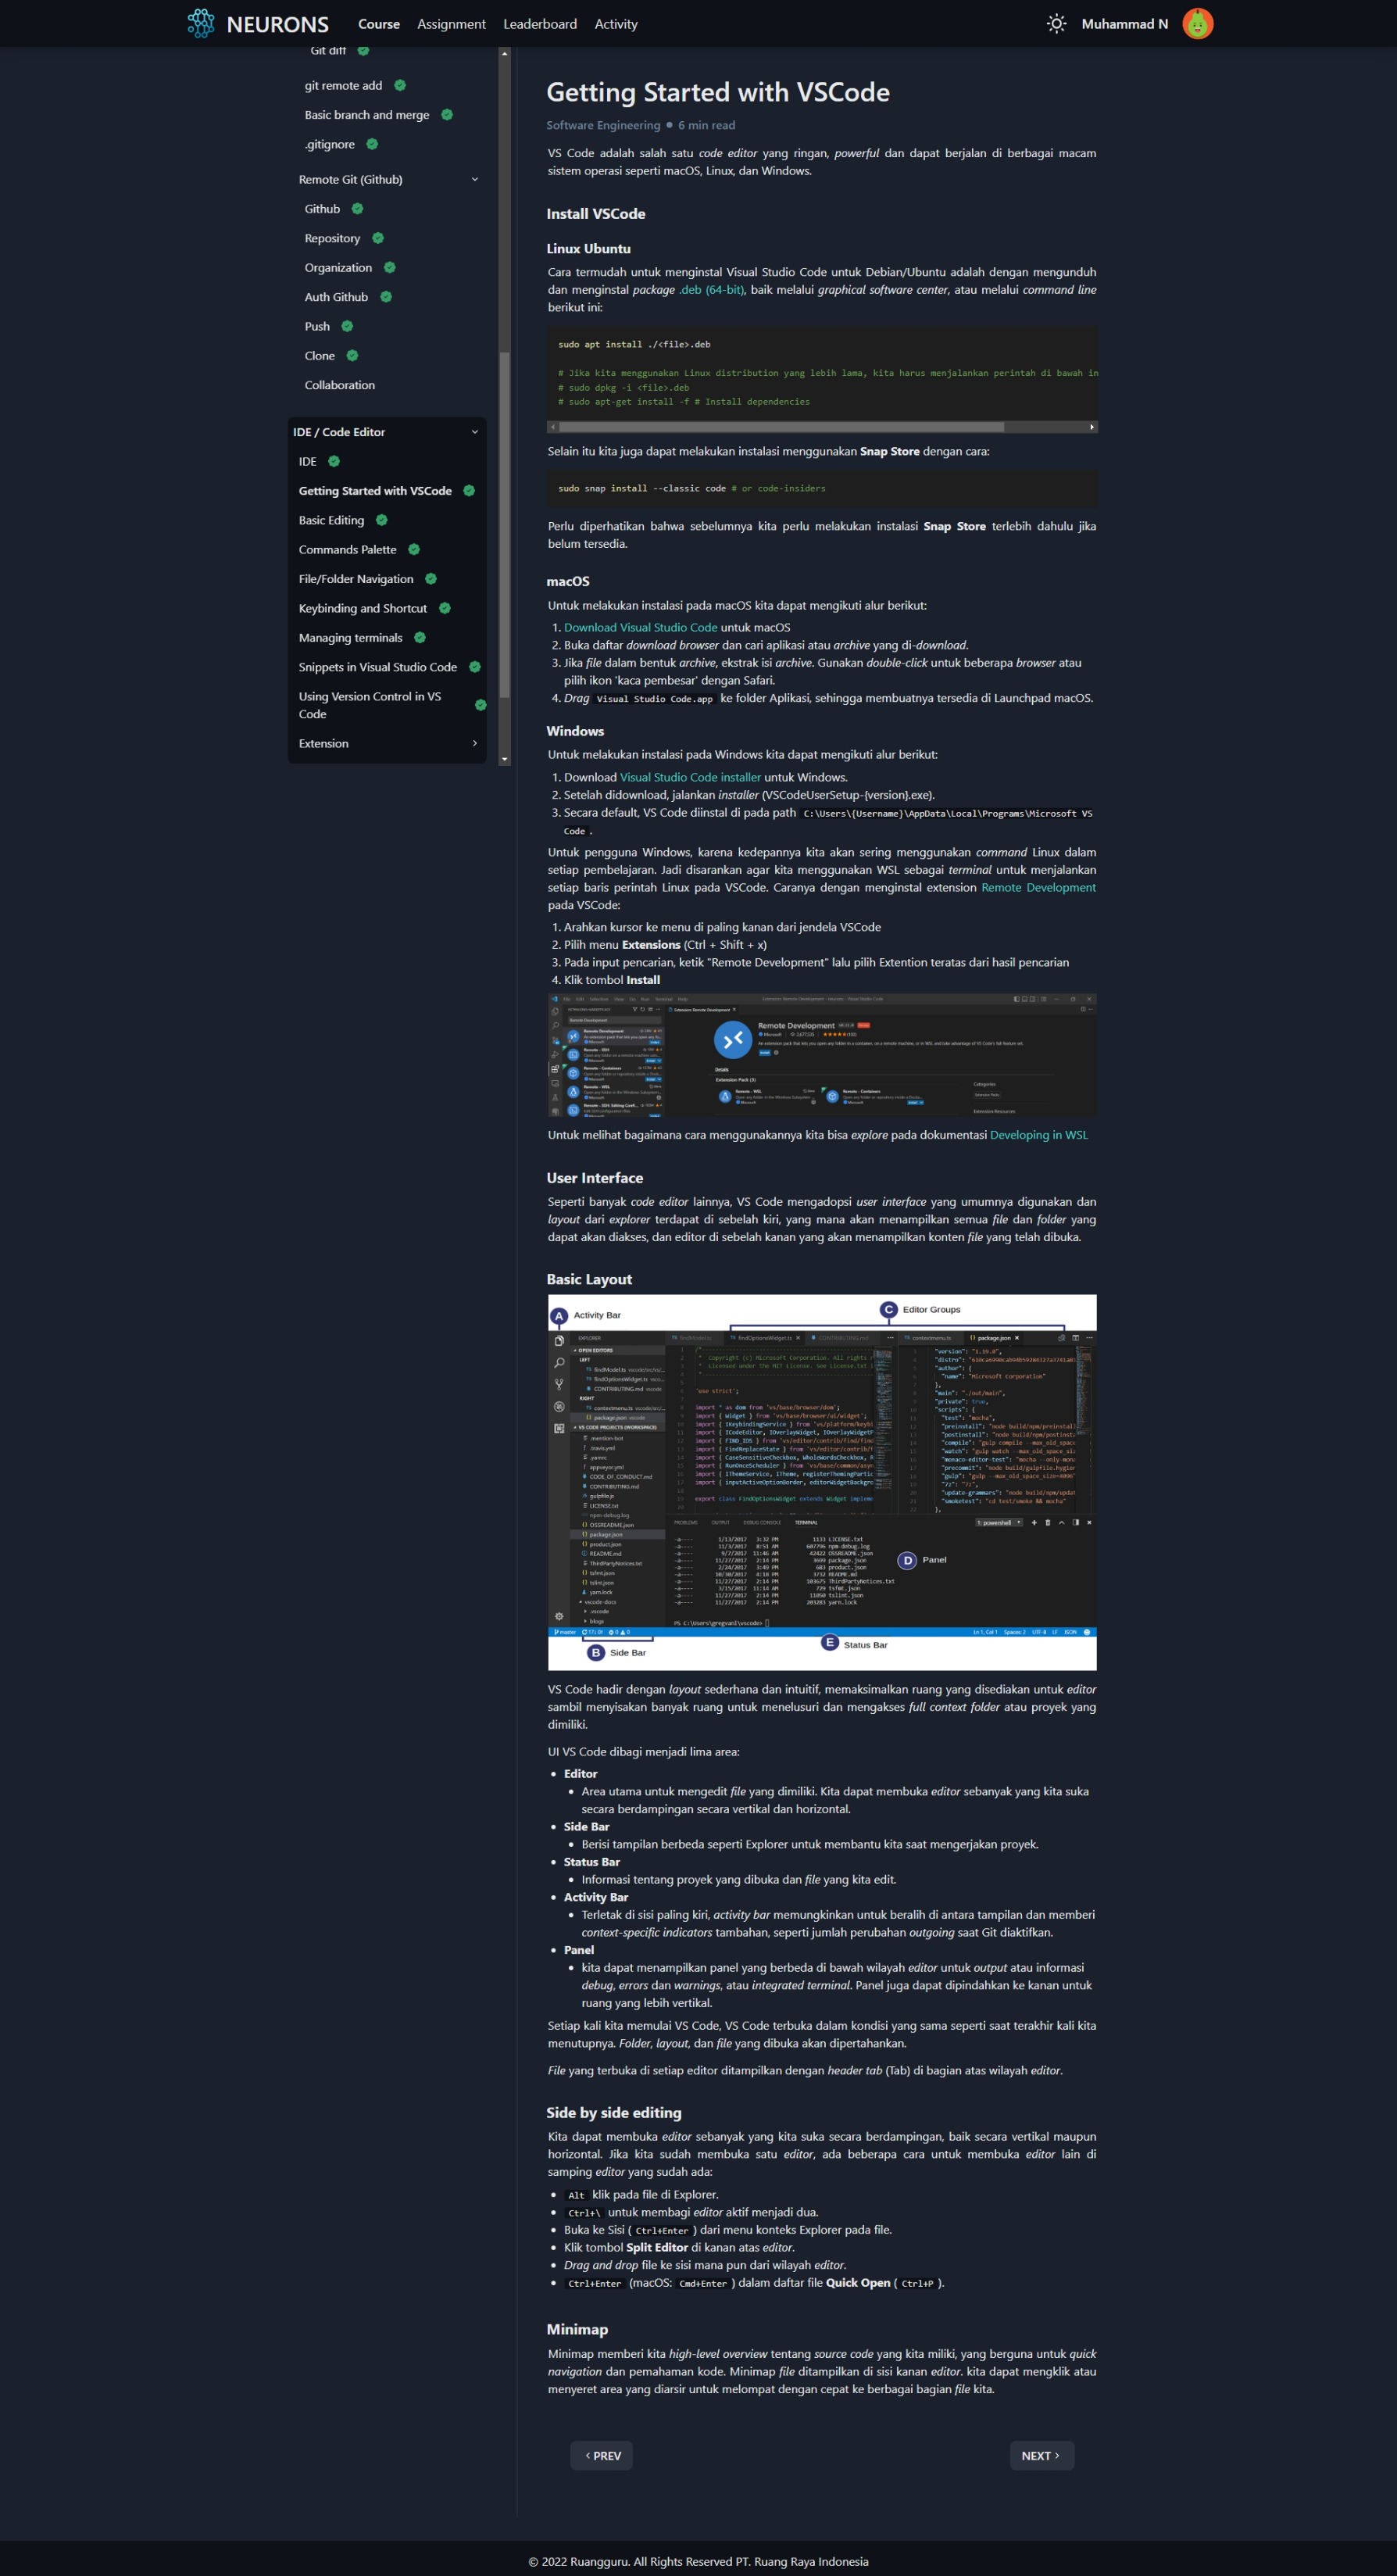 NEURONS
Course
Assignment
Leaderboard
Activity
Muhammad N
Git diff
git remote add
Basic branch and merge
.gitignore
Remote Git (Github)
Github
Repository
Organization
Auth Github
Push
Clone
Collaboration
IDE / Code Editor
IDE
Getting Started with VSCode
Basic Editing
Commands Palette
File/Folder Navigation
Keybinding and Shortcut
Managing terminals
Snippets in Visual Studio Code
Using Version Control in VS
Code
Extension
Getting Started with VSCode
Software Engineering ● 6 min read
VS Code adalah salah satu code editor yang ringan, powerful dan dapat berjalan di berbagai macam
sistem operasi seperti macOS, Linux, dan Windows.
Install VSCode
Linux Ubuntu
Cara termudah untuk menginstal Visual Studio Code untuk Debian/Ubuntu adalah dengan mengunduh
dan menginstal package .deb (64-bit), baik melalui graphical software center, atau melalui command line
berikut ini:
sudo apt install ./<file>.deb
# Jika kita menggunakan Linux distribution yang lebih lama, kita harus menjalankan perintah di bawah in
# sudo dpkg -i <file>.deb
# sudo apt-get install -f # Install dependencies
Selain itu kita juga dapat melakukan instalasi menggunakan Snap Store dengan cara:
sudo snap install --classic code # or code-insiders
Perlu diperhatikan bahwa sebelumnya kita perlu melakukan instalasi Snap Store terlebih dahulu jika
belum tersedia.
macOS
Untuk melakukan instalasi pada macOS kita dapat mengikuti alur berikut:
1. Download Visual Studio Code untuk macOS
2. Buka daftar download browser dan cari aplikasi atau archive yang di-download.
3. Jika file dalam bentuk archive, ekstrak isi archive. Gunakan double-click untuk beberapa browser atau
pilih ikon 'kaca pembesar' dengan Safari.
4. Drag Visual Studio Code.app ke folder Aplikasi, sehingga membuatnya tersedia di Launchpad macOS.
Windows
Untuk melakukan instalasi pada Windows kita dapat mengikuti alur berikut:
1. Download Visual Studio Code installer untuk Windows.
2. Setelah didownload, jalankan installer (VSCodeUserSetup-{version}.exe).
3. Secara default, VS Code diinstal di pada path C:\Users\{Username}\AppData\Local\Programs\Microsoft VS
Code .
Untuk pengguna Windows, karena kedepannya kita akan sering menggunakan command Linux dalam
setiap pembelajaran. Jadi disarankan agar kita menggunakan WSL sebagai terminal untuk menjalankan
setiap baris perintah Linux pada VSCode. Caranya dengan menginstal extension Remote Development
pada VSCode:
1. Arahkan kursor ke menu di paling kanan dari jendela VSCode
2. Pilih menu Extensions (Ctrl + Shift + x)
3. Pada input pencarian, ketik “Remote Development” lalu pilih Extention teratas dari hasil pencarian
4. Klik tombol Install
Remote Development
Untuk melihat bagaimana cara menggunakannya kita bisa explore pada dokumentasi Developing in WSL
User Interface
Seperti banyak code editor lainnya, VS Code mengadopsi user interface yang umumnya digunakan dan
layout dari explorer terdapat di sebelah kiri, yang mana akan menampilkan semua file dan folder yang
dapat akan diakses, dan editor di sebelah kanan yang akan menampilkan konten file yang telah dibuka.
Basic Layout
A Activity Bar
C Editor Groups
D Panel
B Side Bar
E Status Bar
VS Code hadir dengan layout sederhana dan intuitif, memaksimalkan ruang yang disediakan untuk editor
sambil menyisakan banyak ruang untuk menelusuri dan mengakses full context folder atau proyek yang
dimiliki.
UI VS Code dibagi menjadi lima area:
• Editor
• Area utama untuk mengedit file yang dimiliki. Kita dapat membuka editor sebanyak yang kita suka
secara berdampingan secara vertikal dan horizontal.
• Side Bar
• Berisi tampilan berbeda seperti Explorer untuk membantu kita saat mengerjakan proyek.
• Status Bar
• Informasi tentang proyek yang dibuka dan file yang kita edit.
• Activity Bar
• Terletak di sisi paling kiri, activity bar memungkinkan untuk beralih di antara tampilan dan memberi
context-specific indicators tambahan, seperti jumlah perubahan outgoing saat Git diaktifkan.
• Panel
• kita dapat menampilkan panel yang berbeda di bawah wilayah editor untuk output atau informasi
debug, errors dan warnings, atau integrated terminal. Panel juga dapat dipindahkan ke kanan untuk
ruang yang lebih vertikal.
Setiap kali kita memulai VS Code, VS Code terbuka dalam kondisi yang sama seperti saat terakhir kali kita
menutupnya. Folder, layout, dan file yang dibuka akan dipertahankan.
File yang terbuka di setiap editor ditampilkan dengan header tab (Tab) di bagian atas wilayah editor.
Side by side editing
Kita dapat membuka editor sebanyak yang kita suka secara berdampingan, baik secara vertikal maupun
horizontal. Jika kita sudah membuka satu editor, ada beberapa cara untuk membuka editor lain di
samping editor yang sudah ada:
• Alt klik pada file di Explorer.
• Ctrl+\ untuk membagi editor aktif menjadi dua.
• Buka ke Sisi ( Ctrl+Enter ) dari menu konteks Explorer pada file.
• Klik tombol Split Editor di kanan atas editor.
• Drag and drop file ke sisi mana pun dari wilayah editor.
• Ctrl+Enter (macOS: Cmd+Enter ) dalam daftar file Quick Open ( Ctrl+P ).
Minimap
Minimap memberi kita high-level overview tentang source code yang kita miliki, yang berguna untuk quick
navigation dan pemahaman kode. Minimap file ditampilkan di sisi kanan editor. kita dapat mengklik atau
menyeret area yang diarsir untuk melompat dengan cepat ke berbagai bagian file kita.
‹ PREV
NEXT ›
© 2022 Ruangguru. All Rights Reserved PT. Ruang Raya Indonesia